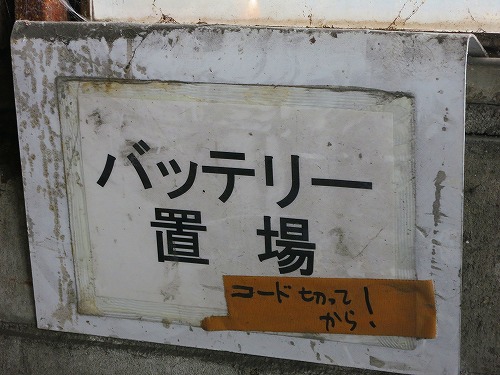 バッテリー
置場
コード切って
から!